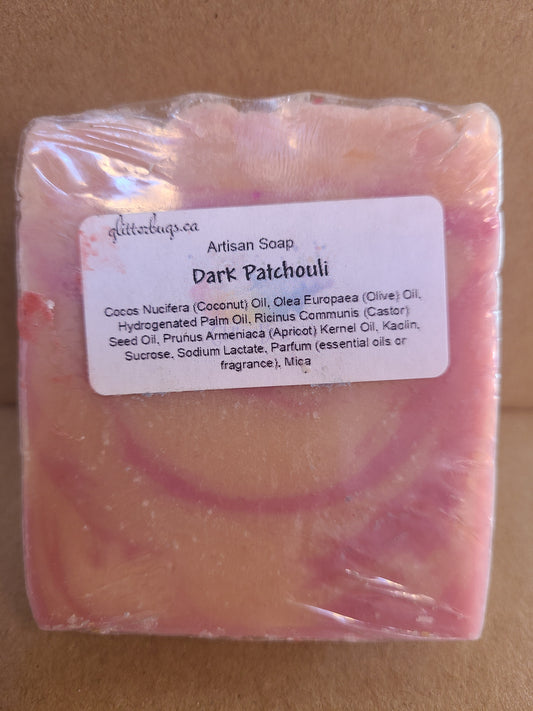 glitterbugs.ca
Artisan Soap
Dark Patchouli
Cocos Nucifera (Coconut) Oil, Olea Europaea (Olive) Oil,
Hydrogenated Palm Oil, Ricinus Communis (Castor)
Seed Oil, Prunus Armeniaca (Apricot) Kernel Oil, Kaolin,
Sucrose, Sodium Lactate, Parfum (essential oils or
fragrance), Mica